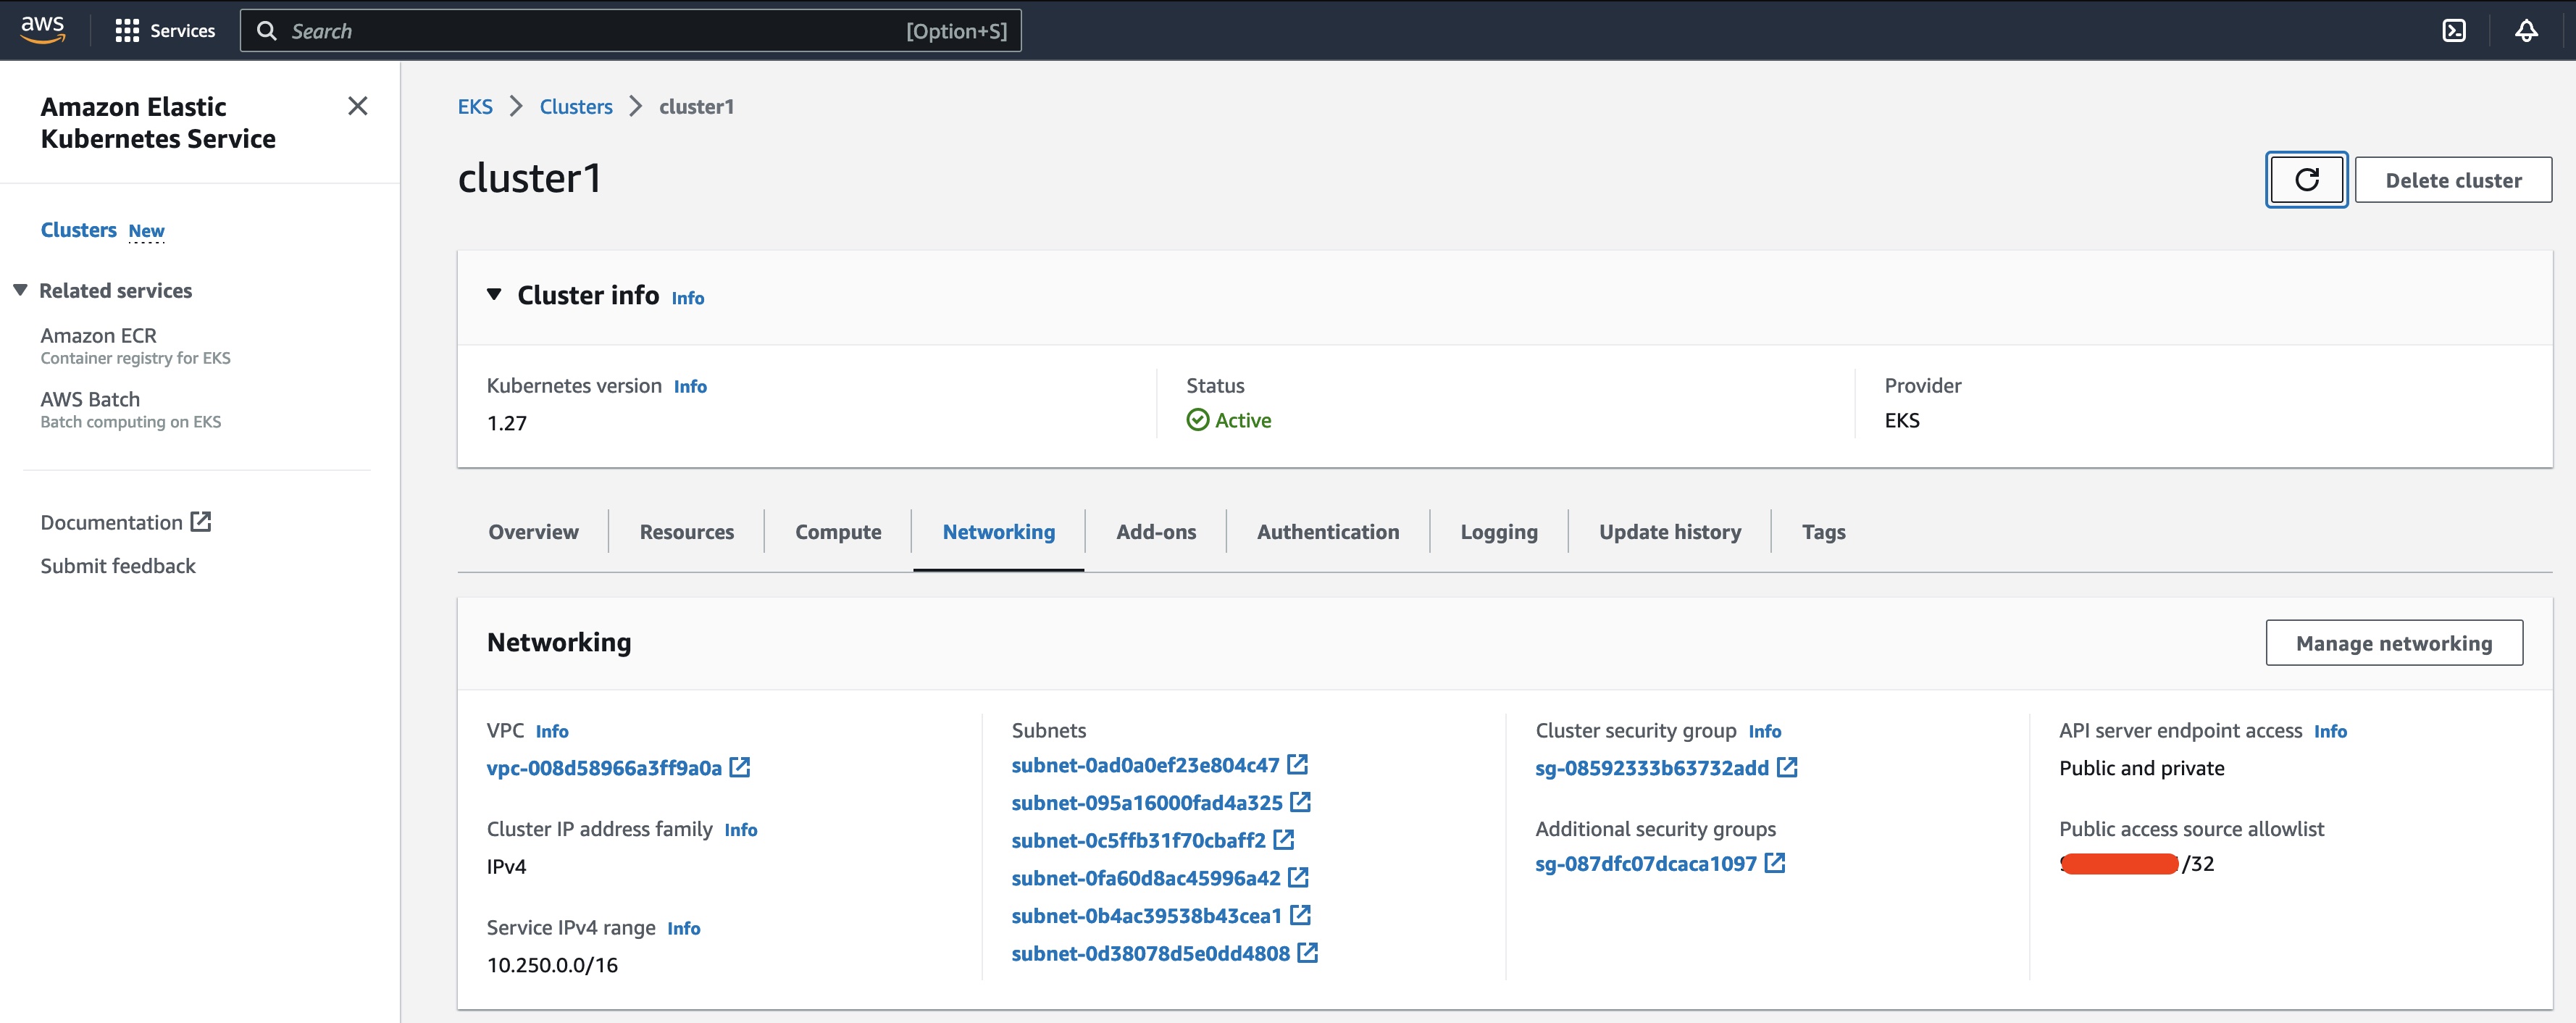 aws
Services
Search
[Option+S]
Amazon Elastic
Kubernetes Service
Clusters New
Related services
Amazon ECR
Container registry for EKS
AWS Batch
Batch computing on EKS
Documentation
Submit feedback
EKS
Clusters
cluster1
cluster1
Delete cluster
Cluster info Info
Kubernetes version Info
1.27
Status
Active
Provider
EKS
Overview
Resources
Compute
Networking
Add-ons
Authentication
Logging
Update history
Tags
Networking
Manage networking
VPC Info
vpc-008d58966a3ff9a0a
Cluster IP address family Info
IPv4
Service IPv4 range Info
10.250.0.0/16
Subnets
subnet-0ad0a0ef23e804c47
subnet-095a16000fad4a325
subnet-0c5ffb31f70cbaff2
subnet-0fa60d8ac45996a42
subnet-0b4ac39538b43cea1
subnet-0d38078d5e0dd4808
Cluster security group Info
sg-08592333b63732add
Additional security groups
sg-087dfc07dcaca1097
API server endpoint access Info
Public and private
Public access source allowlist
/32